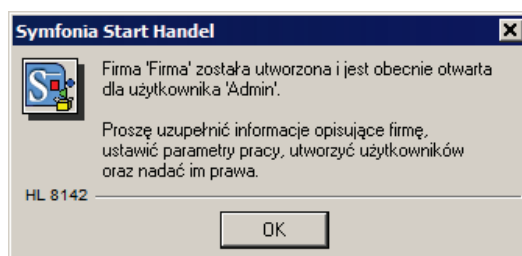 Symfonia Start Handel
Firma 'Firma' została utworzona i jest obecnie otwarta
dla użytkownika 'Admin'.
Proszę uzupełnić informacje opisujące firmę,
ustawić parametry pracy, utworzyć użytkowników
oraz nadać im prawa.
HL 8142
OK